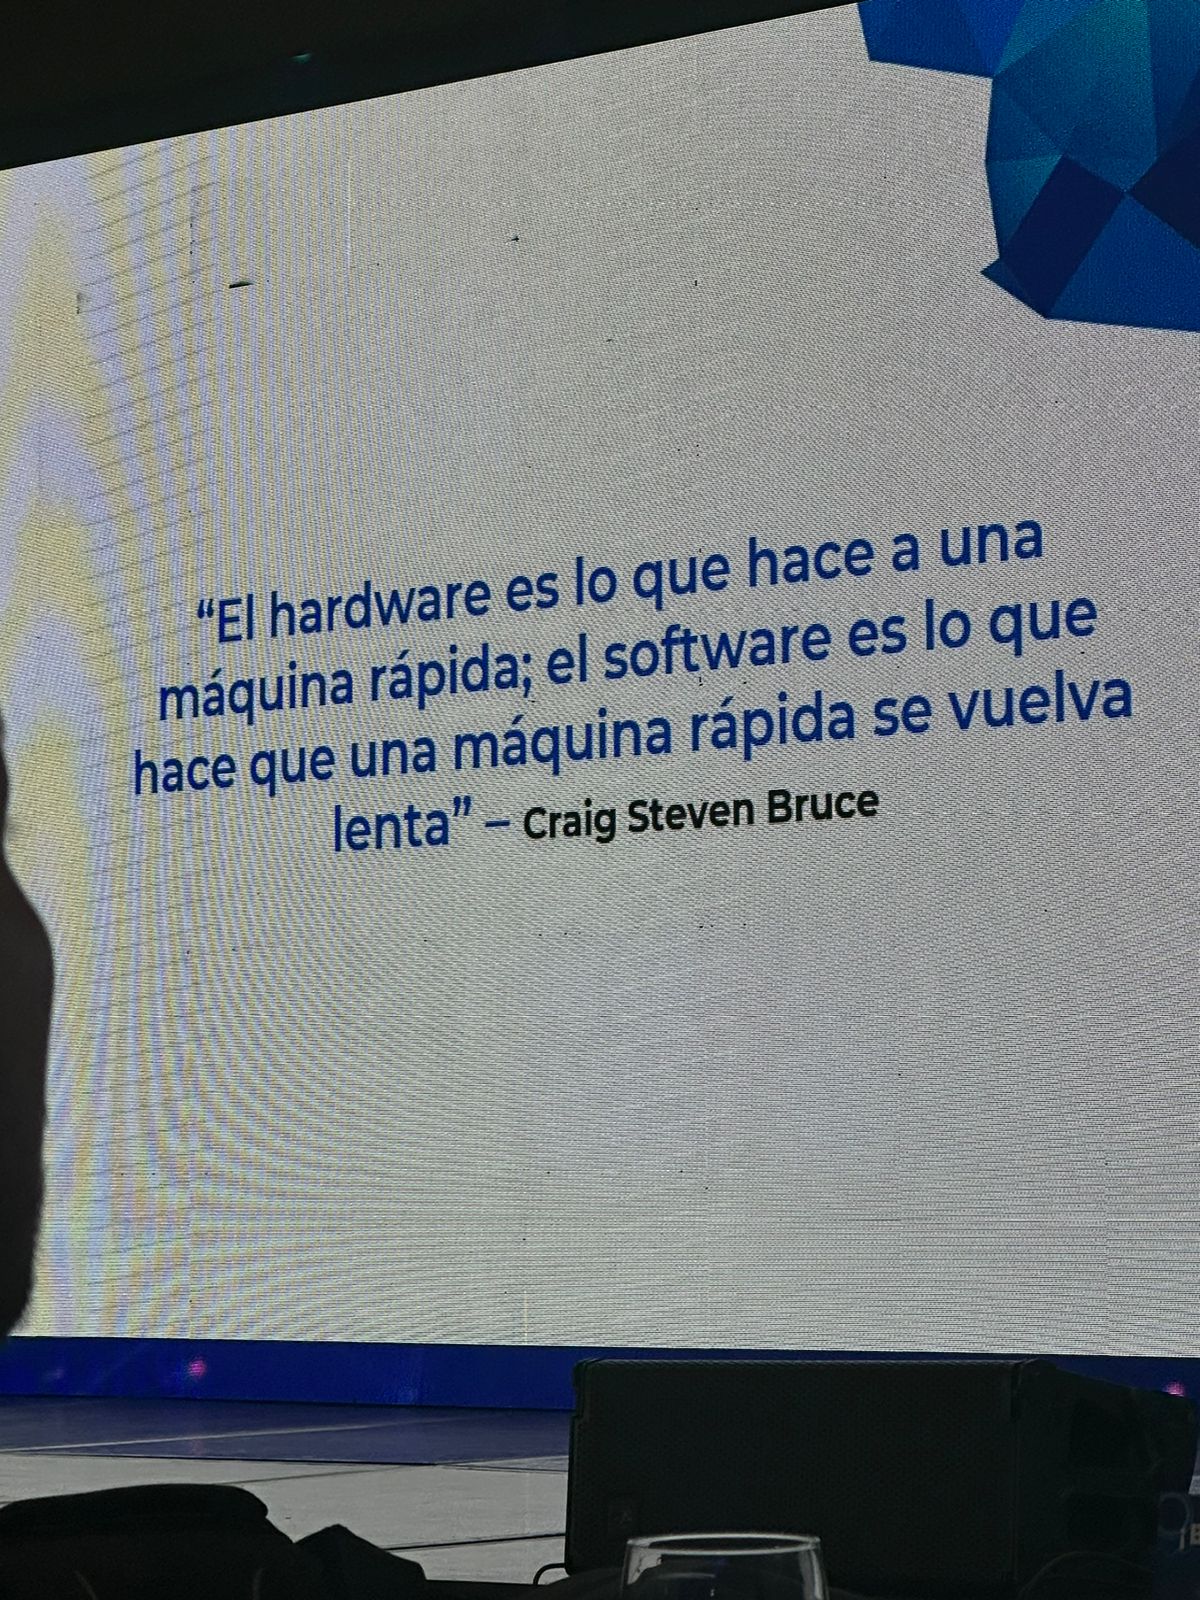 “El hardware es lo que hace a una
máquina rápida; el software es lo que
hace que una máquina rápida se vuelva
lenta” – Craig Steven Bruce